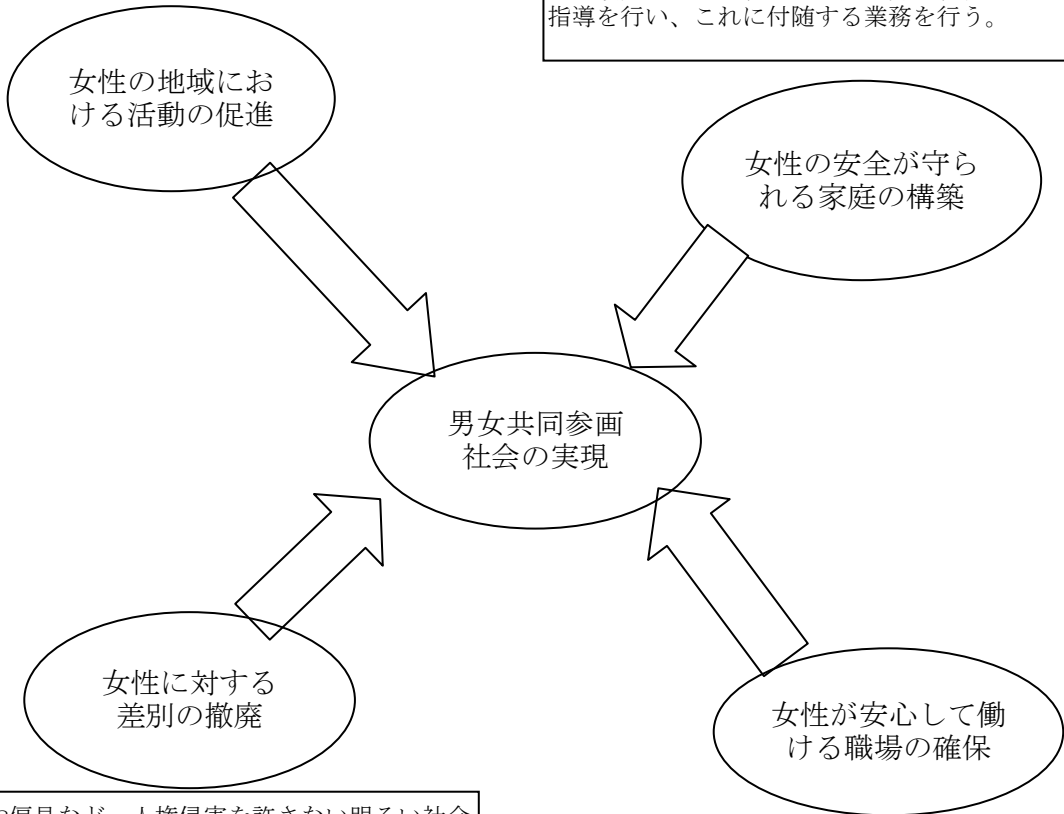 指導を行い、これに付随する業務を行う。
女性の地域にお
ける活動の促進
女性の安全が守ら
れる家庭の構築
男女共同参画
社会の実現
女性に対する
差別の撤廃
女性が安心して働
ける職場の確保
偏見など、人権侵害を許さない明るい社会